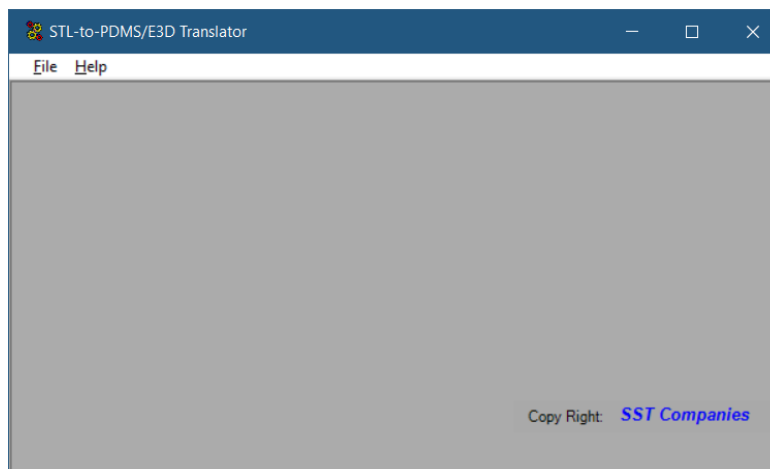 STL-to-PDMS/E3D Translator
File Help
Copy Right: SST Companies